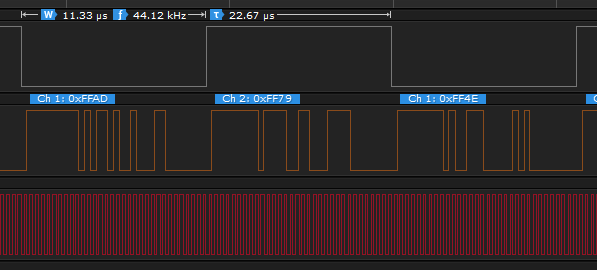 W 11.33 µs f 44.12 kHz τ 22.67 µs
Ch 1: 0xFFAD Ch 2: 0xFF79 Ch 1: 0xFF4E